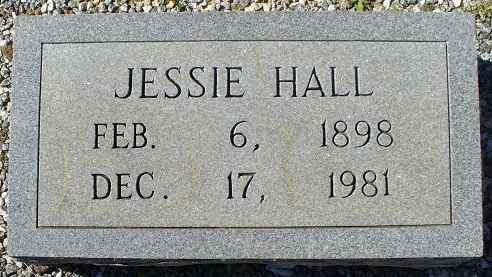 JESSIE HALL
FEB. 6, 1898
DEC. 17, 1981